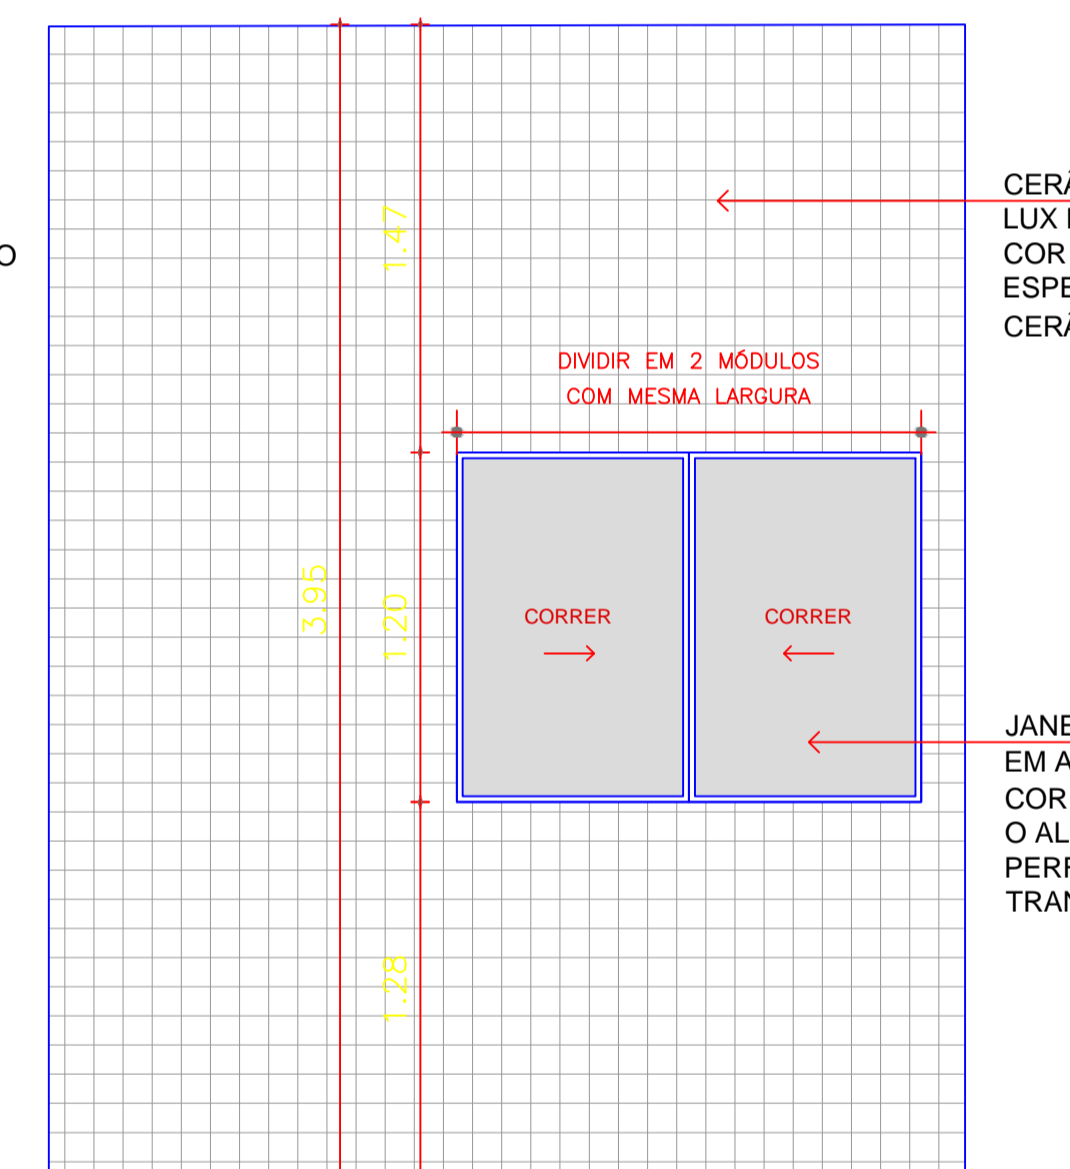 O
1.47
3.95
1.20
1.28
DIVIDIR EM 2 MÓDULOS
COM MESMA LARGURA
CORRER
CORRER
CERÂ
LUX
COR
ESPE
CERÂ
JANE
EM A
COR
O AL
PERF
TRAN